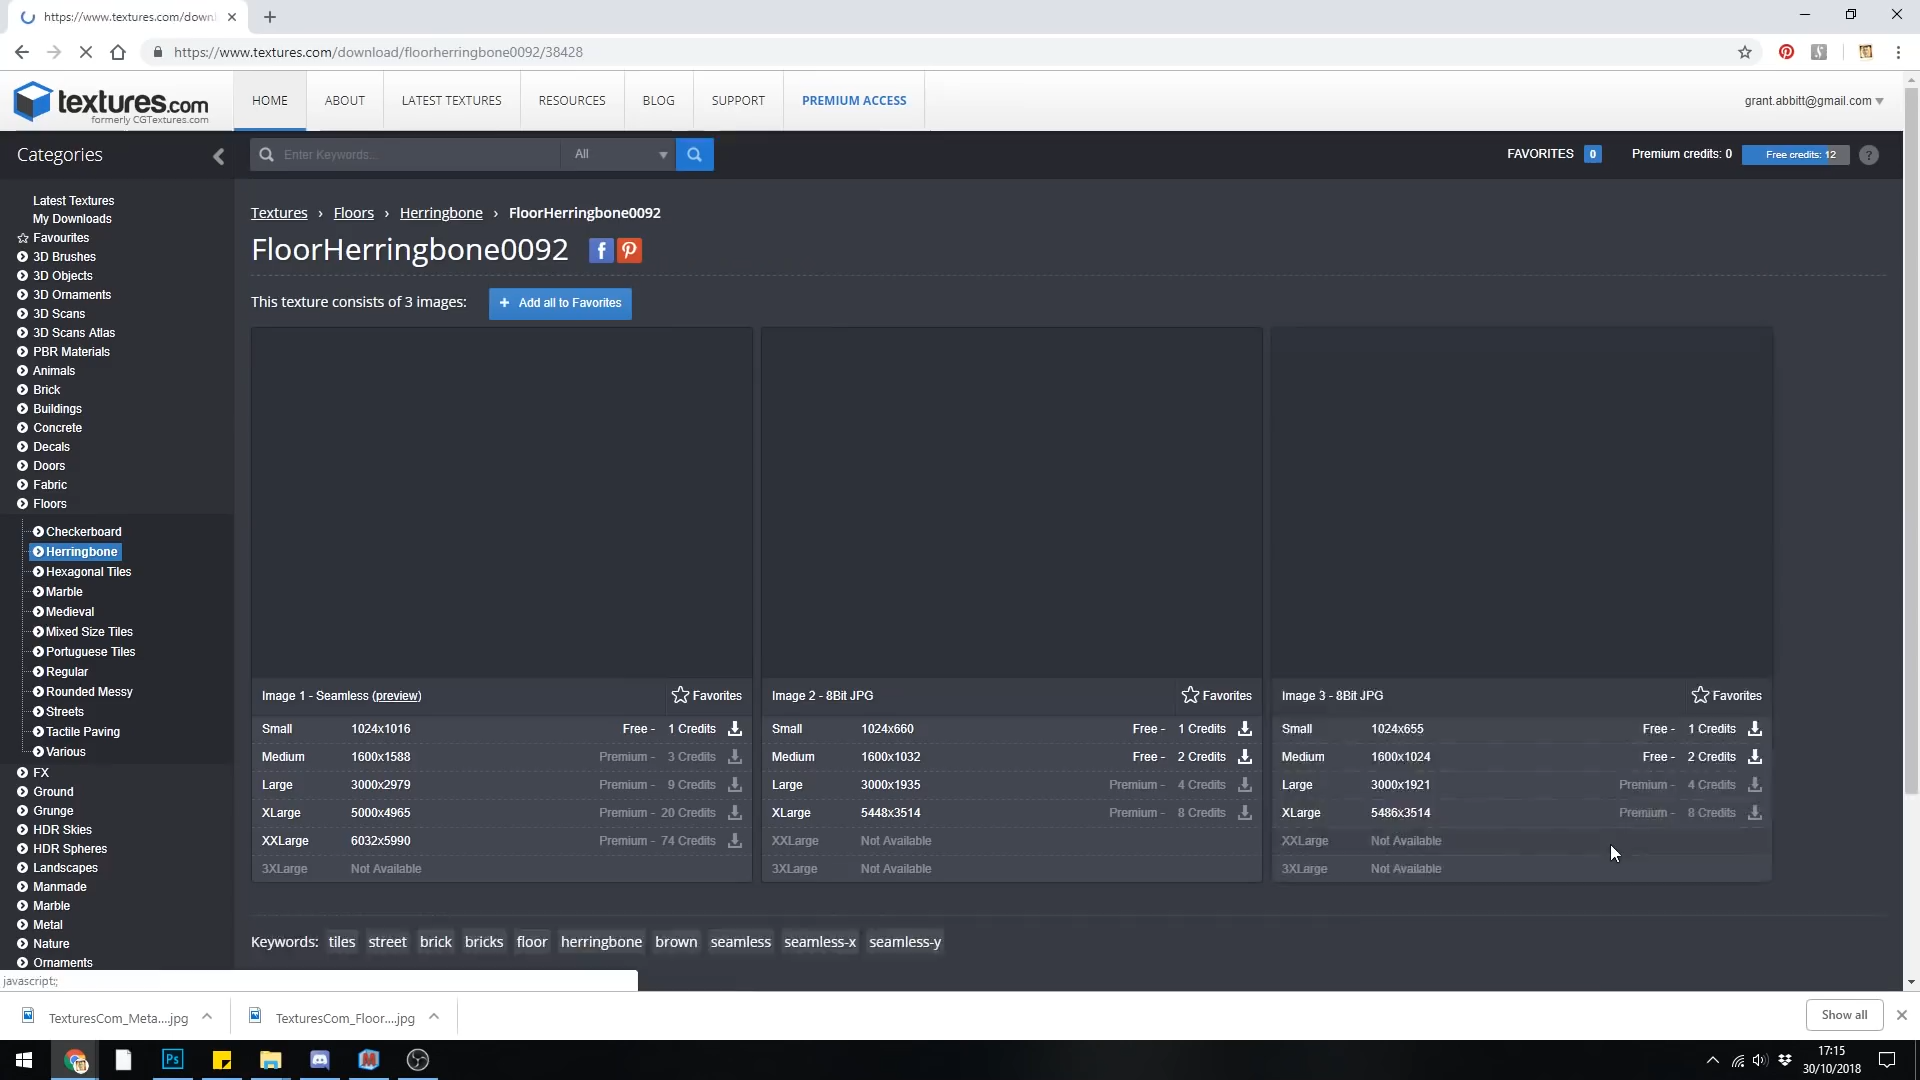 https://www.textures.com/downl
https://www.textures.com/download/floorherringbone0092/38428
textures.com
formerly CGTextures.com
HOME
ABOUT
LATEST TEXTURES
RESOURCES
BLOG
SUPPORT
PREMIUM ACCESS
grant.abbitt@gmail.com
Categories
Enter Keywords...
All
FAVORITES 0
Premium credits: 0
Free credits: 12
?
Latest Textures
My Downloads
Favourites
3D Brushes
3D Objects
3D Ornaments
3D Scans
3D Scans Atlas
PBR Materials
Animals
Brick
Buildings
Concrete
Decals
Doors
Fabric
Floors
Checkerboard
Herringbone
Hexagonal Tiles
Marble
Medieval
Mixed Size Tiles
Portuguese Tiles
Regular
Rounded Messy
Streets
Tactile Paving
Various
FX
Ground
Grunge
HDR Skies
HDR Spheres
Landscapes
Manmade
Marble
Metal
Nature
Ornaments
Textures › Floors › Herringbone › FloorHerringbone0092
FloorHerringbone0092
This texture consists of 3 images:
+ Add all to Favorites
Image 1 - Seamless (preview) Favorites
Small 1024x1016 Free - 1 Credits
Medium 1600x1588 Premium - 3 Credits
Large 3000x2979 Premium - 9 Credits
XLarge 5000x4965 Premium - 20 Credits
XXLarge 6032x5990 Premium - 74 Credits
3XLarge Not Available
Image 2 - 8Bit JPG Favorites
Small 1024x660 Free - 1 Credits
Medium 1600x1032 Free - 2 Credits
Large 3000x1935 Premium - 4 Credits
XLarge 5448x3514 Premium - 8 Credits
XXLarge Not Available
3XLarge Not Available
Image 3 - 8Bit JPG Favorites
Small 1024x655 Free - 1 Credits
Medium 1600x1024 Free - 2 Credits
Large 3000x1921 Premium - 4 Credits
XLarge 5486x3514 Premium - 8 Credits
XXLarge Not Available
3XLarge Not Available
Keywords: tiles street brick bricks floor herringbone brown seamless seamless-x seamless-y
javascript:;
TexturesCom_Meta....jpg
TexturesCom_Floor....jpg
Show all
Ps
17:15
30/10/2018